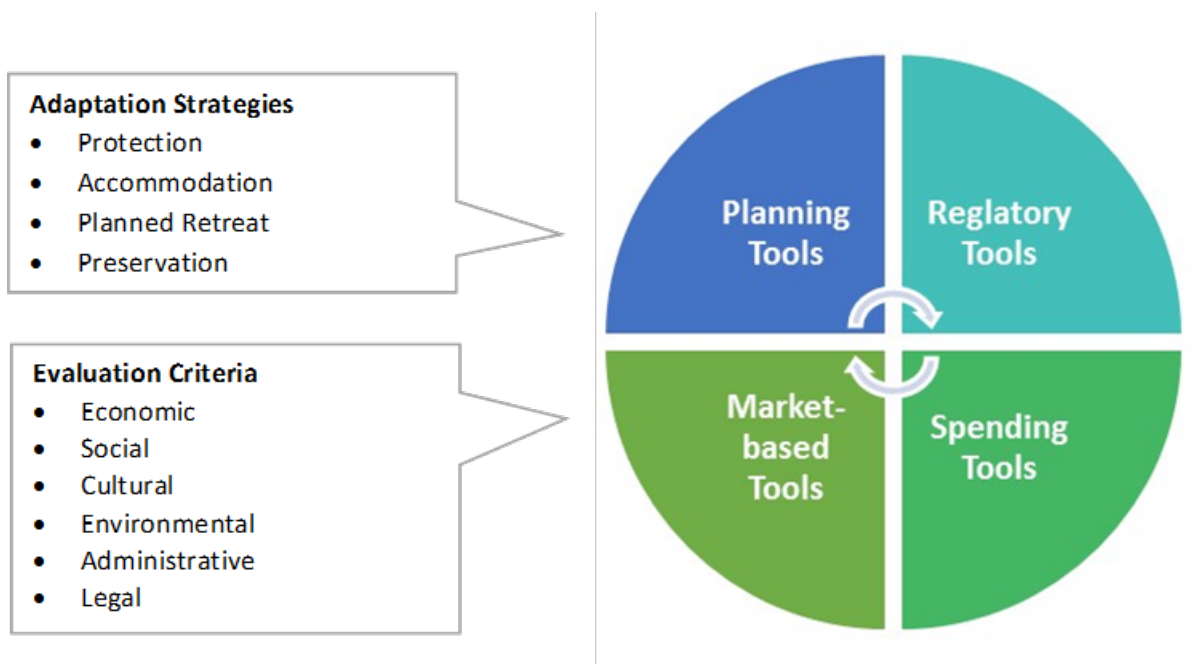 Adaptation Strategies
• Protection
• Accommodation
• Planned Retreat
• Preservation
Evaluation Criteria
• Economic
• Social
• Cultural
• Environmental
• Administrative
• Legal
Planning
Tools
Reglatory
Tools
Market-
based
Tools
Spending
Tools